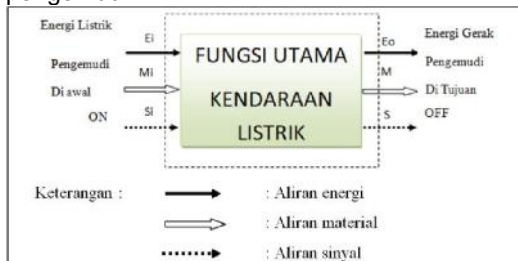 Energi Listrik
Ei
Pengemudi
Mi
Di awal
Si
ON
FUNGSI UTAMA
KENDARAAN
LISTRIK
Eo
Energi Gerak
M
Pengemudi
Di Tujuan
S
OFF
Keterangan :
: Aliran energi
: Aliran material
: Aliran sinyal